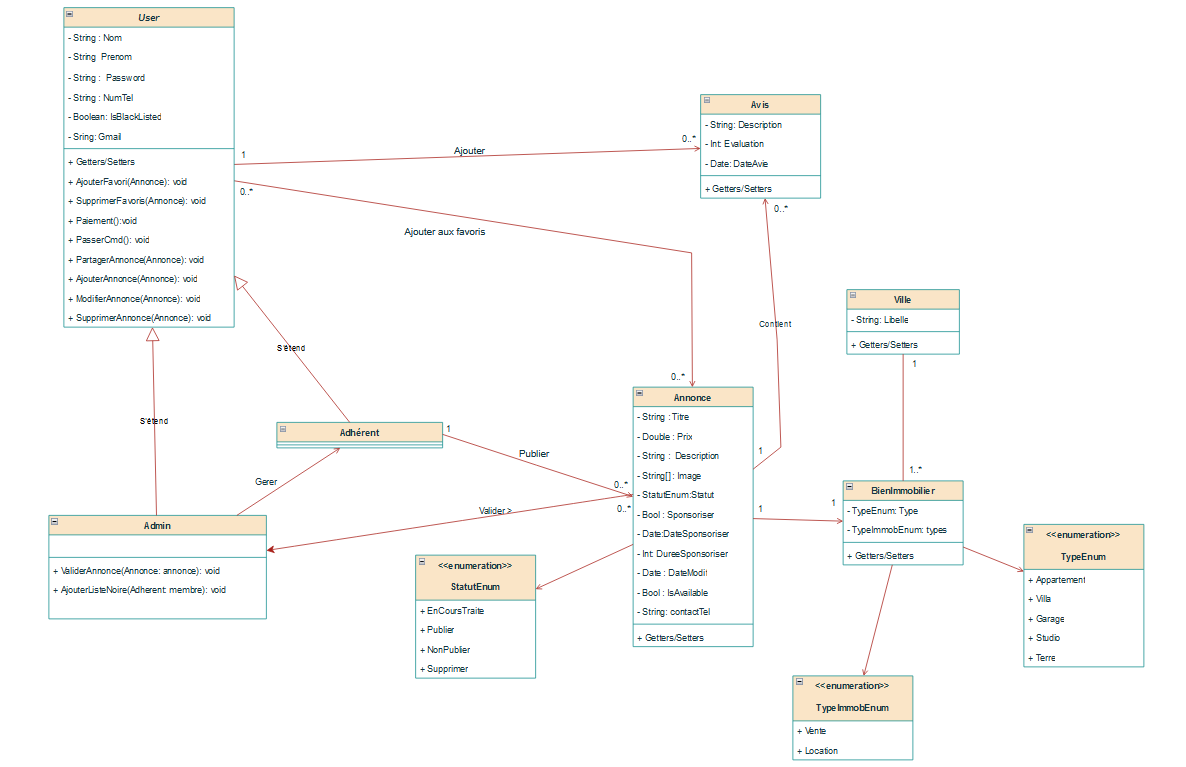 User
- String : Nom
- String  Prenom
- String :  Password
- String : NumTel
- Boolean: IsBlackListed
- Sring: Gmail
+ Getters/Setters
+ AjouterFavori(Annonce): void
+ SupprimerFavoris(Annonce): void
+ Paiement():void
+ PasserCmd(): void
+ PartagerAnnonce(Annonce): void
+ AjouterAnnonce(Annonce): void
+ ModifierAnnonce(Annonce): void
+ SupprimerAnnonce(Annonce): void
1
Ajouter
0..*
0..*
Ajouter aux favoris
0..*
Avis
- String: Description
- Int: Evaluation
- Date: DateAvie
+ Getters/Setters
0..*
Contient
1
Ville
- String: Libelle
+ Getters/Setters
1
1..*
S'étend
S'étend
Adhérent
1
Publier
0..*
Gerer
Valider >
0..*
Admin
+ ValiderAnnonce(Annonce: annonce): void
+ AjouterListeNoire(Adherent: membre): void
Annonce
- String : Titre
- Double : Prix
- String :  Description
- String[] : Image
- StatutEnum:Statut
- Bool : Sponsoriser
- Date:DateSponsoriser
- Int: DureeSponsoriser
- Date : DateModif
- Bool : IsAvailable
- String: contactTel
+ Getters/Setters
1
1
BienImmobilier
- TypeEnum: Type
- TypeImmobEnum: types
+ Getters/Setters
<<enumeration>>
StatutEnum
+ EnCoursTraite
+ Publier
+ NonPublier
+ Supprimer
<<enumeration>>
TypeEnum
+ Appartement
+ Villa
+ Garage
+ Studio
+ Terre
<<enumeration>>
TypeImmobEnum
+ Vente
+ Location